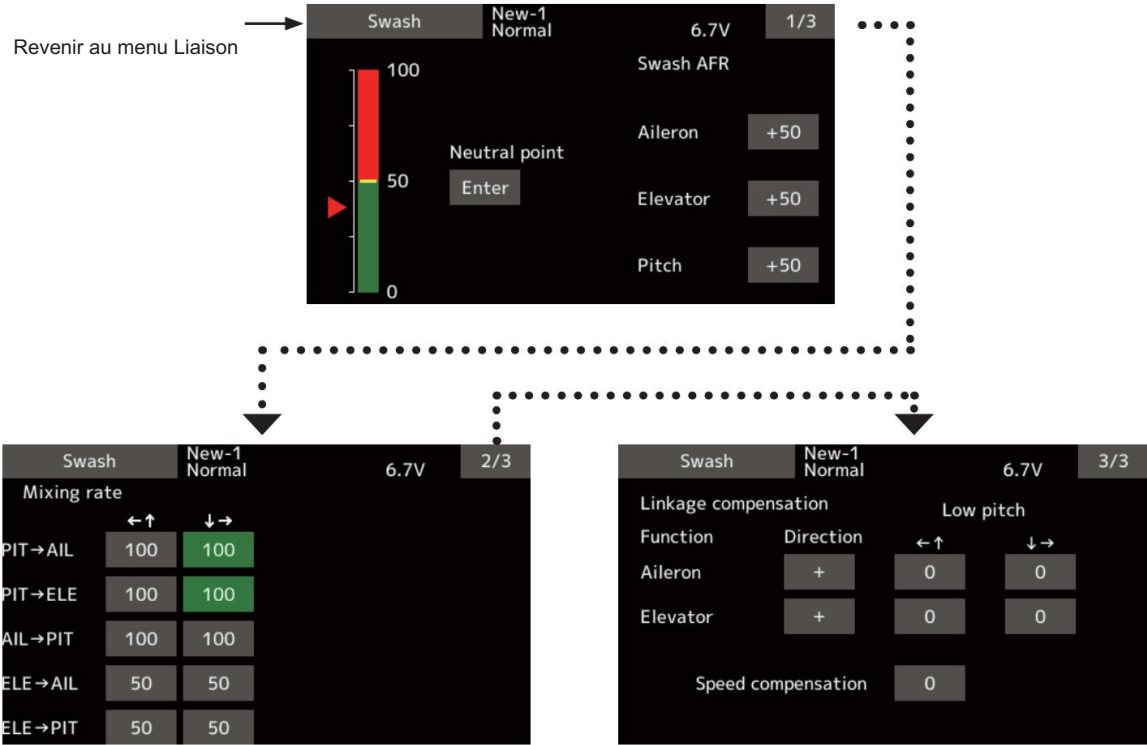 Revenir au menu Liaison
Swash New-1 Normal 6.7V 1/3
100
50
0
Neutral point
Enter
Swash AFR
Aileron +50
Elevator +50
Pitch +50
Swash New-1 Normal 6.7V 2/3
Mixing rate
←↑ ↓→
PIT→AIL 100 100
PIT→ELE 100 100
AIL→PIT 100 100
ELE→AIL 50 50
ELE→PIT 50 50
Swash New-1 Normal 6.7V 3/3
Linkage compensation Low pitch
Function Direction ←↑ ↓→
Aileron + 0 0
Elevator + 0 0
Speed compensation 0